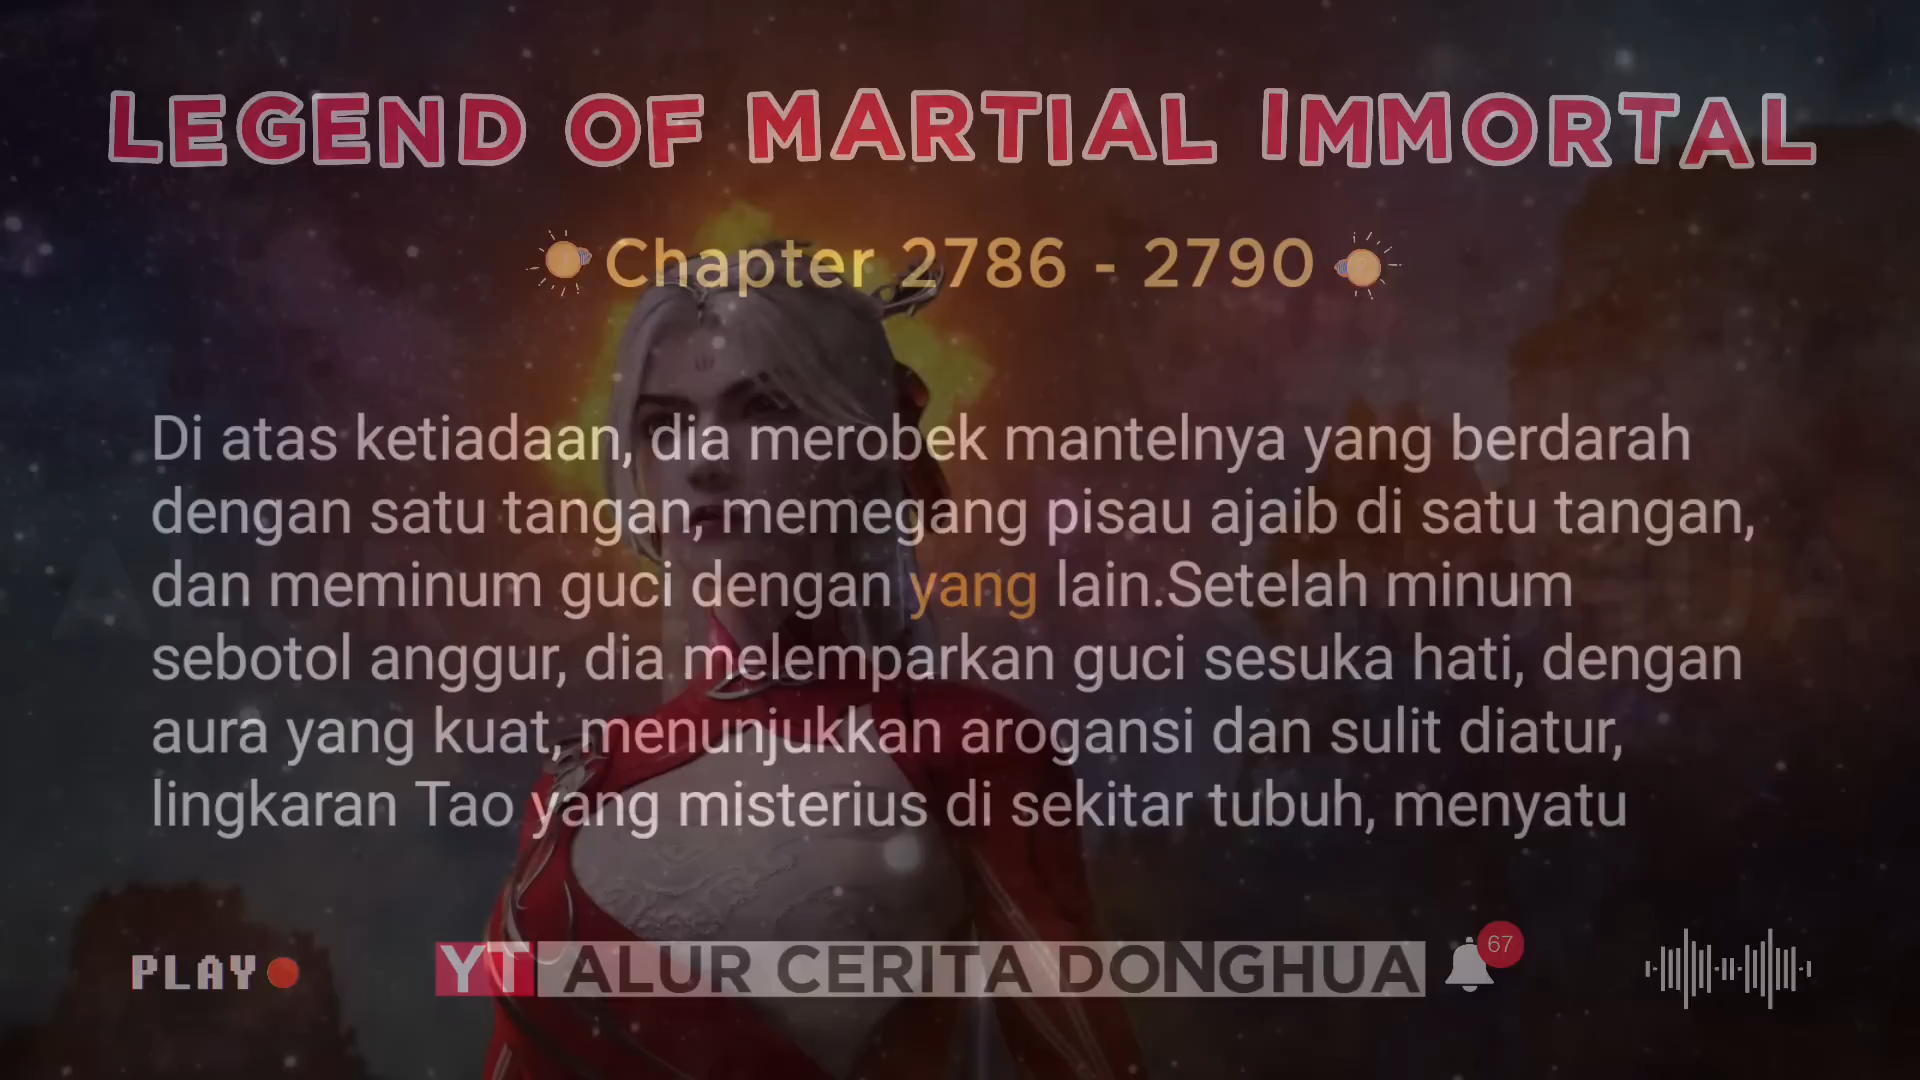 LEGEND OF MARTIAL IMMORTAL
Chapter 2786 - 2790
Di atas ketiadaan, dia merobek mantelnya yang berdarah
dengan satu tangan, memegang pisau ajaib di satu tangan,
dan meminum guci dengan yang lain.Setelah minum
sebotol anggur, dia melemparkan guci sesuka hati, dengan
aura yang kuat, menunjukkan arogansi dan sulit diatur,
lingkaran Tao yang misterius di sekitar tubuh, menyatu
PLAY
YT ALUR CERITA DONGHUA
67